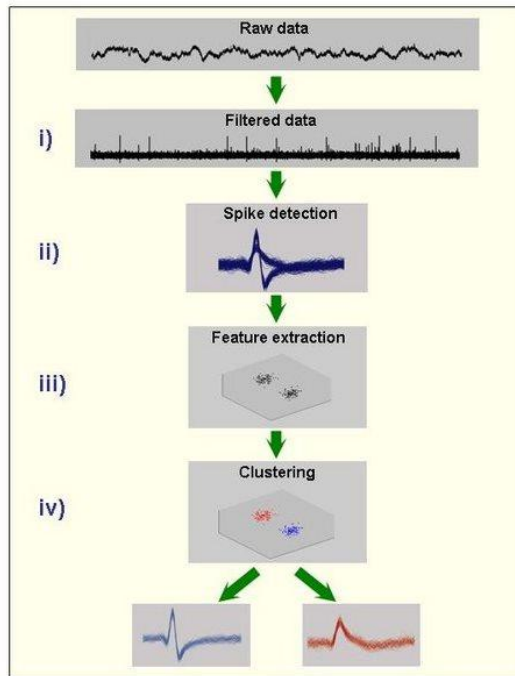 Raw data
i)
Filtered data
ii)
Spike detection
iii)
Feature extraction
iv)
Clustering